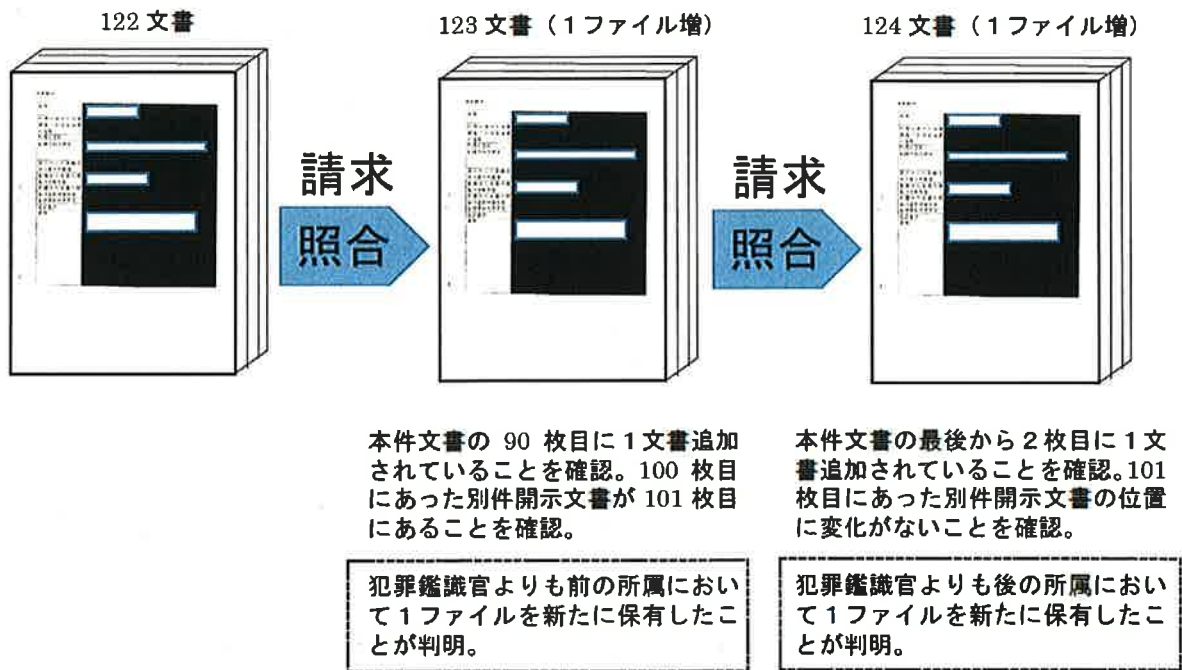 122 文書
123 文書（1ファイル増）
124 文書（1ファイル増）
請求
照合
請求
照合
本件文書の 90 枚目に1文書追加
されていることを確認。100 枚目
にあった別件開示文書が 101 枚目
にあることを確認。
本件文書の最後から2枚目に1文
書追加されていることを確認。101
枚目にあった別件開示文書の位置
に変化がないことを確認。
犯罪鑑識官よりも前の所属におい
て1ファイルを新たに保有したこ
とが判明。
犯罪鑑識官よりも後の所属におい
て1ファイルを新たに保有したこ
とが判明。